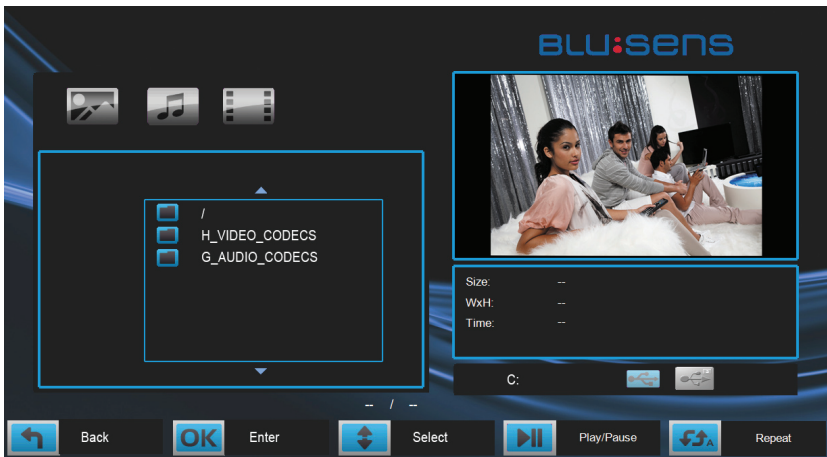 BLU:SENS
/
H_VIDEO_CODECS
G_AUDIO_CODECS
Size: --
WxH: --
Time: --
C:
-- / --
Back
OK Enter
Select
Play/Pause
A Repeat